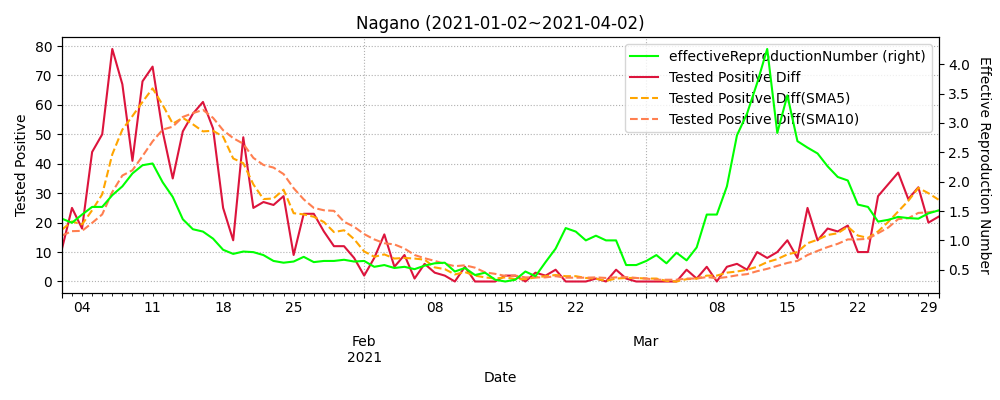 Nagano (2021-01-02~2021-04-02)
effectiveReproductionNumber (right)
Tested Positive Diff
Tested Positive Diff(SMA5)
Tested Positive Diff(SMA10)
Tested Positive
80
70
60
50
40
30
20
10
0
Effective Reproduction Number
4.0
3.5
3.0
2.5
2.0
1.5
1.0
0.5
04 11 18 25 08 15 22 08 15 22 29
Feb Mar
2021
Date